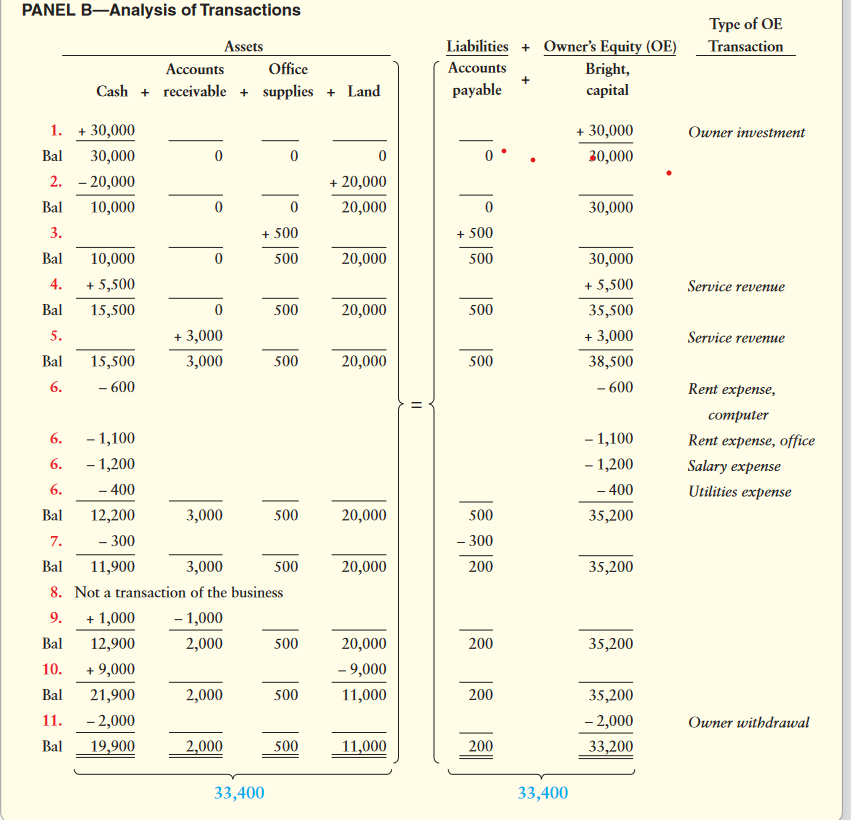 PANEL B—Analysis of Transactions
Type of OE
Assets Liabilities + Owner's Equity (OE) Transaction
Accounts Office Accounts Bright,
Cash + receivable + supplies + Land payable + capital
1. + 30,000 + 30,000 Owner investment
Bal 30,000 0 0 0 0 30,000
2. – 20,000 + 20,000
Bal 10,000 0 0 20,000 0 30,000
3. + 500 + 500
Bal 10,000 0 500 20,000 500 30,000
4. + 5,500 + 5,500 Service revenue
Bal 15,500 0 500 20,000 500 35,500
5. + 3,000 + 3,000 Service revenue
Bal 15,500 3,000 500 20,000 500 38,500
6. – 600 – 600 Rent expense,
= computer
6. – 1,100 – 1,100 Rent expense, office
6. – 1,200 – 1,200 Salary expense
6. – 400 – 400 Utilities expense
Bal 12,200 3,000 500 20,000 500 35,200
7. – 300 – 300
Bal 11,900 3,000 500 20,000 200 35,200
8. Not a transaction of the business
9. + 1,000 – 1,000
Bal 12,900 2,000 500 20,000 200 35,200
10. + 9,000 – 9,000
Bal 21,900 2,000 500 11,000 200 35,200
11. – 2,000 – 2,000 Owner withdrawal
Bal 19,900 2,000 500 11,000 200 33,200
33,400 33,400